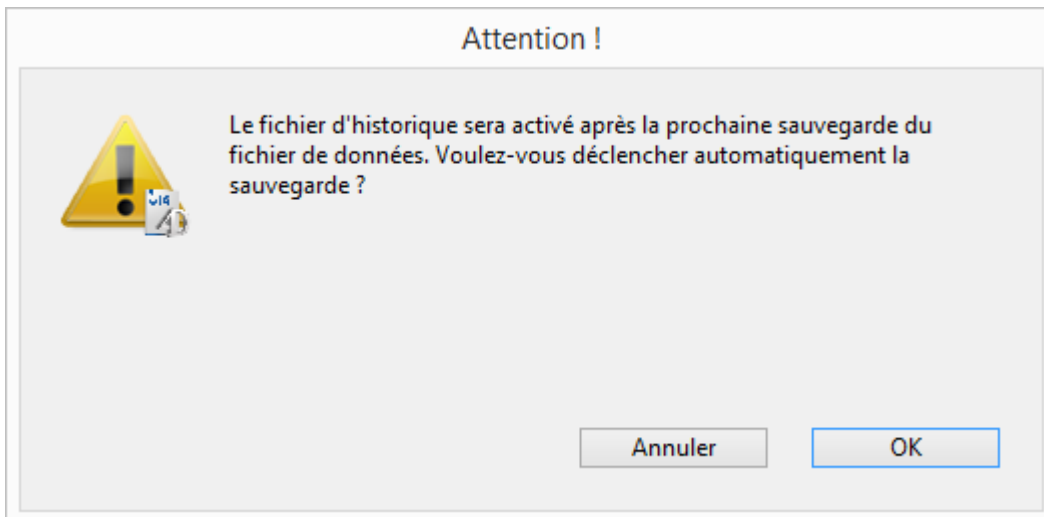 Attention !
Le fichier d'historique sera activé après la prochaine sauvegarde du
fichier de données. Voulez-vous déclencher automatiquement la
sauvegarde ?
Annuler
OK